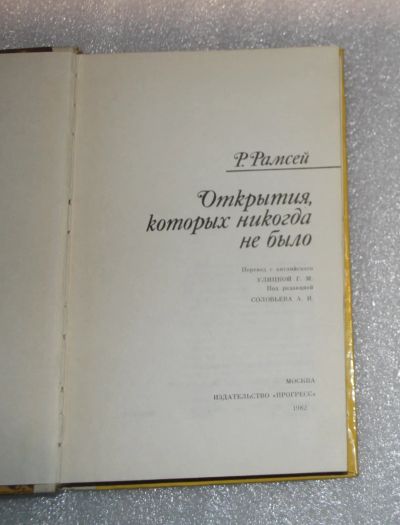 Р. Рамсей
Открытия,
которых никогда
не было
Перевод с английского
УЛИЦКОЙ Г. М.
Под редакцией
СОЛОВЬЕВА А. И.
МОСКВА
ИЗДАТЕЛЬСТВО «ПРОГРЕСС»
1982